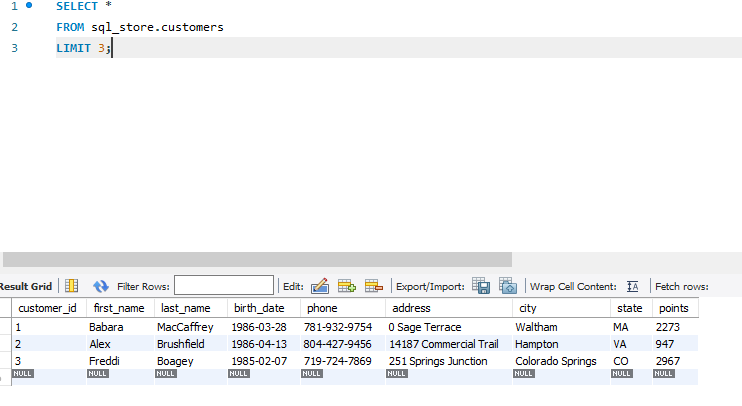 1 SELECT *
2 FROM sql_store.customers
3 LIMIT 3;
Result Grid Filter Rows: Edit: Export/Import: Wrap Cell Content: IA Fetch rows:
customer_id first_name last_name birth_date phone address city state points
1 Babara MacCaffrey 1986-03-28 781-932-9754 0 Sage Terrace Waltham MA 2273
2 Alex Brushfield 1986-04-13 804-427-9456 14187 Commercial Trail Hampton VA 947
3 Freddi Boagey 1985-02-07 719-724-7869 251 Springs Junction Colorado Springs CO 2967
NULL NULL NULL NULL NULL NULL NULL NULL NULL